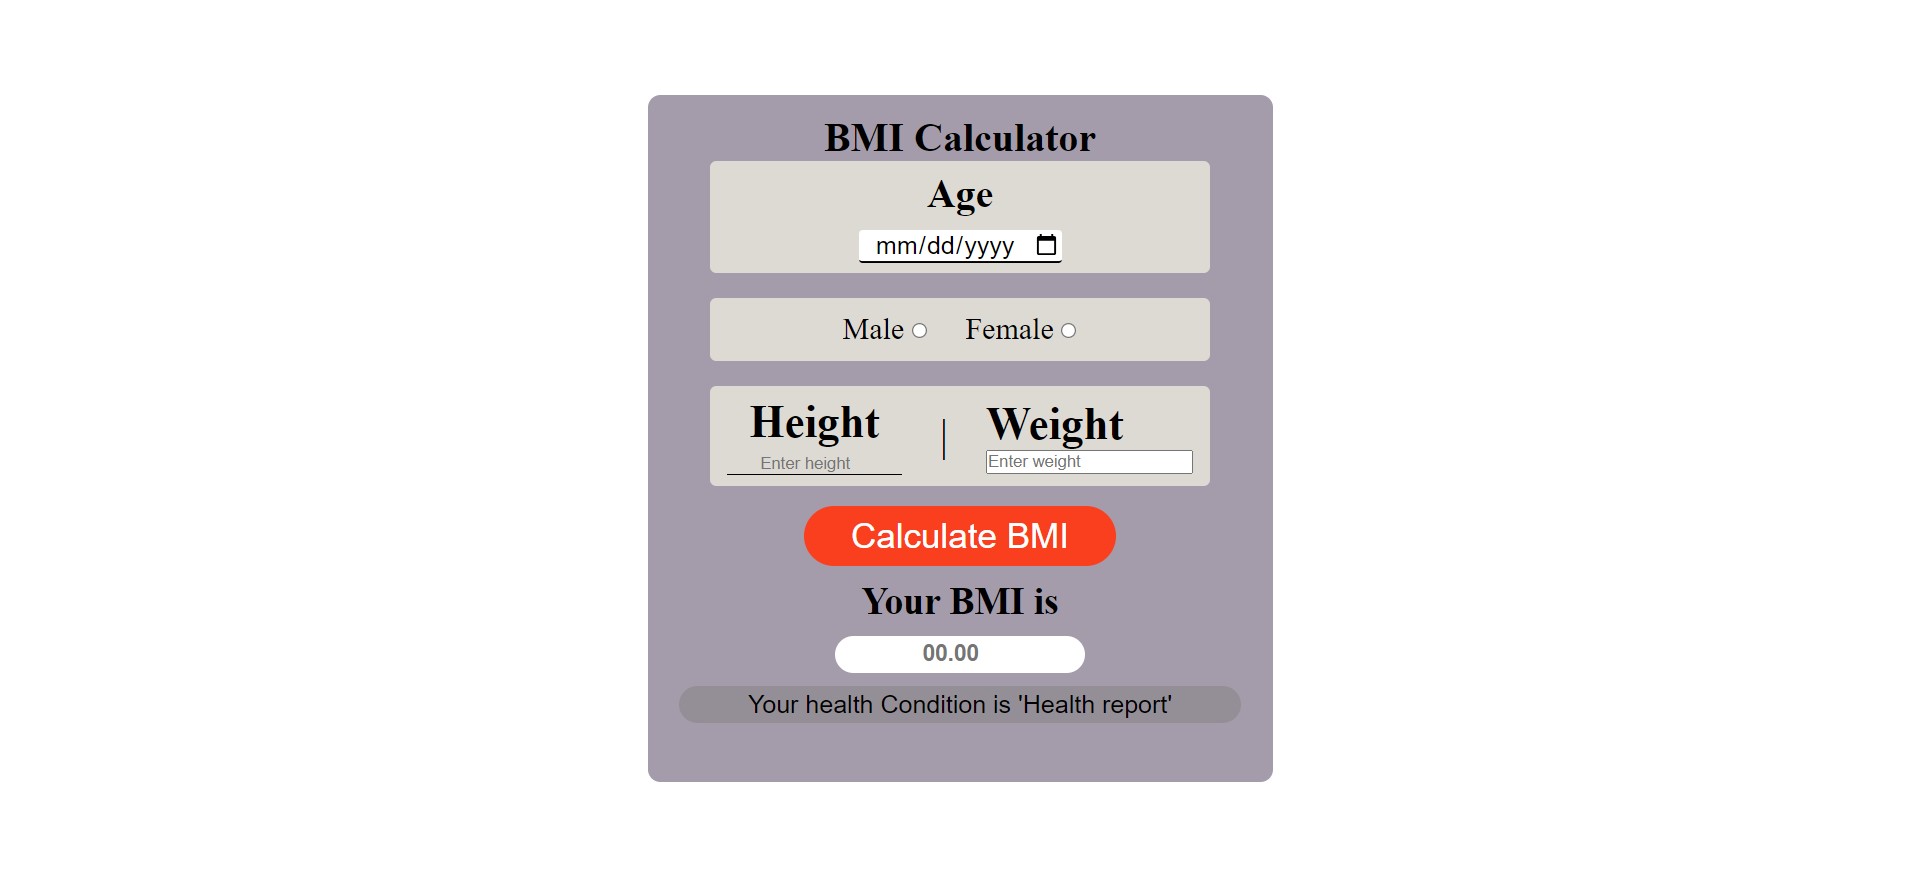 BMI Calculator
Age
mm/dd/yyyy
Male Female
Height | Weight
Enter height Enter weight
Calculate BMI
Your BMI is
00.00
Your health Condition is 'Health report'